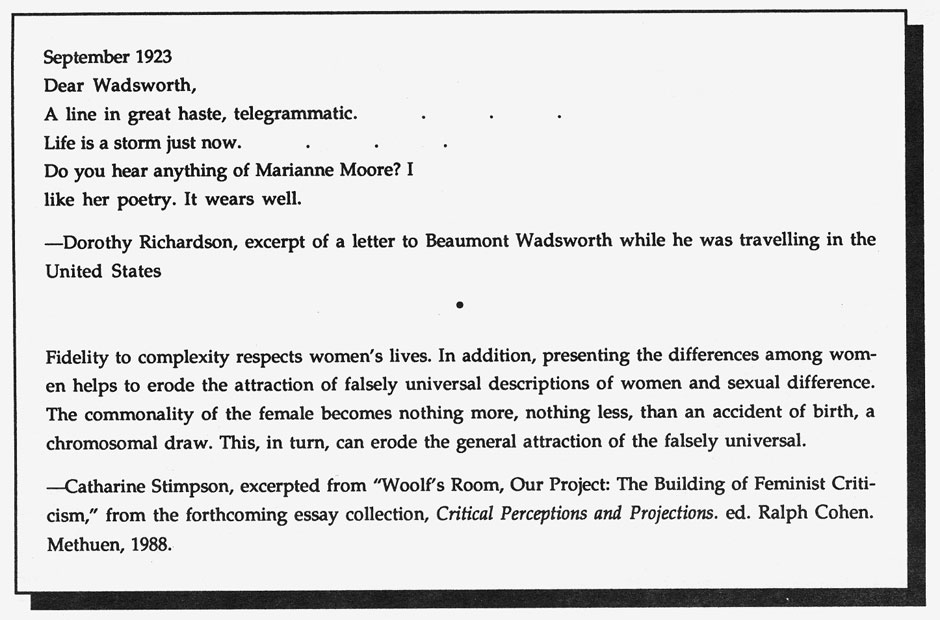 September 1923
Dear Wadsworth,
A line in great haste, telegrammatic. . . .
Life is a storm just now. . . .
Do you hear anything of Marianne Moore? I
like her poetry. It wears well.
—Dorothy Richardson, excerpt of a letter to Beaumont Wadsworth while he was travelling in the
United States
•
Fidelity to complexity respects women's lives. In addition, presenting the differences among wom-
en helps to erode the attraction of falsely universal descriptions of women and sexual difference.
The commonality of the female becomes nothing more, nothing less, than an accident of birth, a
chromosomal draw. This, in turn, can erode the general attraction of the falsely universal.
—Catharine Stimpson, excerpted from "Woolf's Room, Our Project: The Building of Feminist Criti-
cism," from the forthcoming essay collection, Critical Perceptions and Projections. ed. Ralph Cohen.
Methuen, 1988.